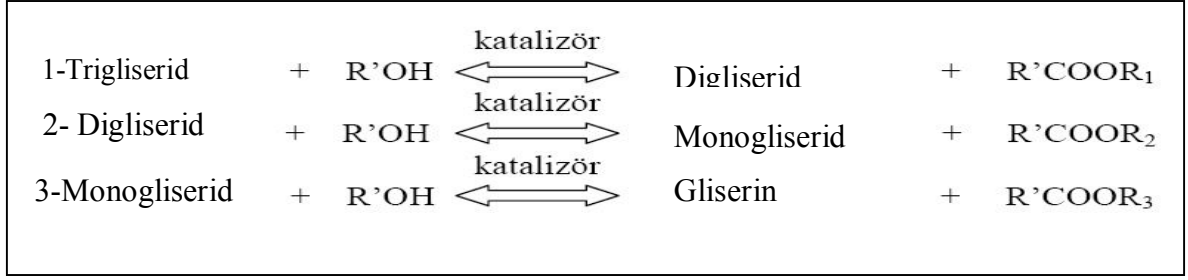 katalizör
1-Trigliserid + R’OH Digliserid + R’COOR₁
katalizör
2- Digliserid + R’OH Monogliserid + R’COOR₂
katalizör
3-Monogliserid + R’OH Gliserin + R’COOR₃